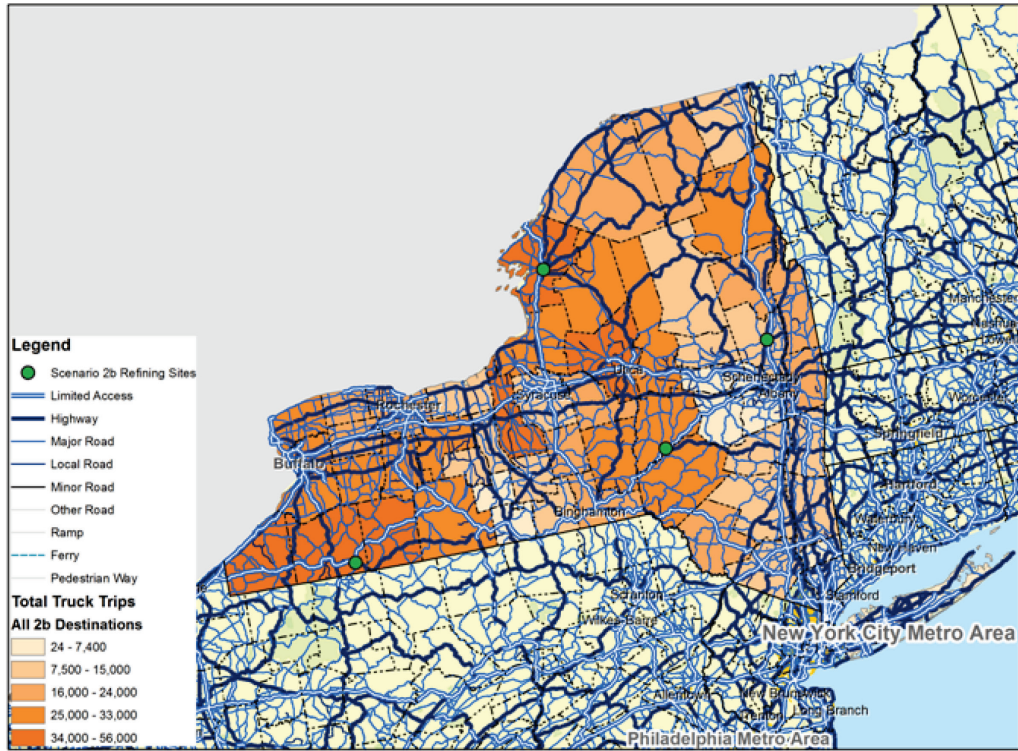 Manchester
Nashua
Lowell
Worcester
Springfield
Hartford
Waterbury
New Haven
Bridgeport
Stamford
Utica
Schenectady
Albany
Syracuse
Rochester
Buffalo
Binghamton
Scranton
Wilkes-Barre
New York City Metro Area
Allentown
New Brunswick
Trenton
Long Branch
Philadelphia Metro Area
Legend
Scenario 2b Refining Sites
Limited Access
Highway
Major Road
Local Road
Minor Road
Other Road
Ramp
Ferry
Pedestrian Way
Total Truck Trips
All 2b Destinations
24 - 7,400
7,500 - 15,000
16,000 - 24,000
25,000 - 33,000
34,000 - 56,000